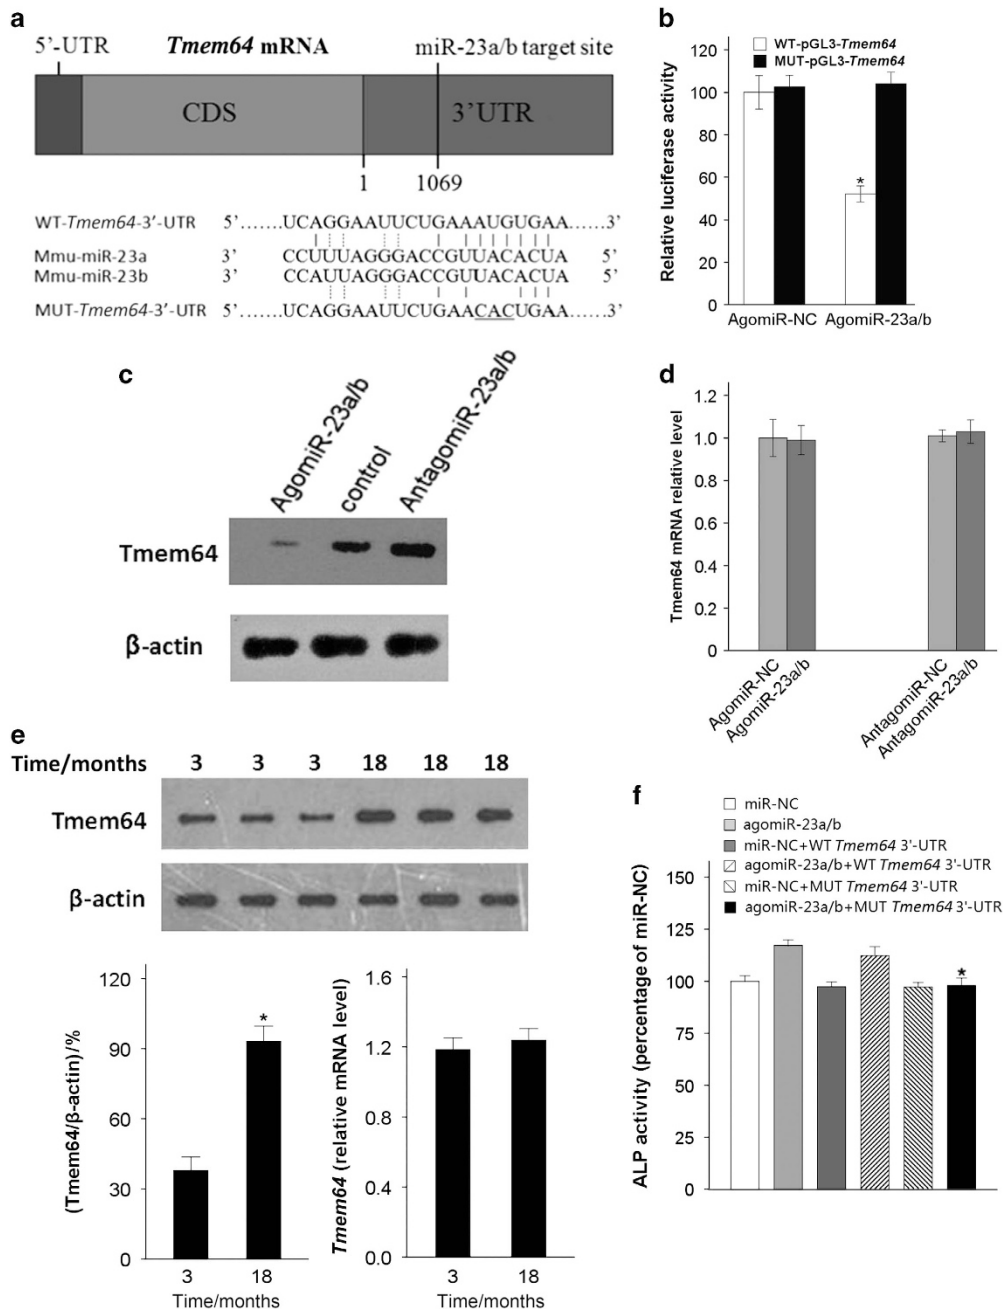 a
5'-UTR Tmem64 mRNA miR-23a/b target site
CDS 3'UTR
1 1069
WT-Tmem64-3'-UTR 5' .......UCAGGAAUUCUGAAAUGUGAA......3'
Mmu-miR-23a 3' CCUUUAGGGACCGUUACACUA 5'
Mmu-miR-23b 3' CCAUUAGGGACCGUUACACUA 5'
MUT-Tmem64-3'-UTR 5' .......UCAGGAAUUCUGAACACUGAA......3'
b
WT-pGL3-Tmem64
MUT-pGL3-Tmem64
Relative luciferase activity
120
100
80
60
40
20
0
*
AgomiR-NC AgomiR-23a/b
c
AgomiR-23a/b
control
Antagomir-23a/b
Tmem64
β-actin
d
Tmem64 mRNA relative level
1.2
1.0
0.8
0.6
0.4
0.2
0
AgomiR-NC
AgomiR-23a/b
AntagomiR-NC
AntagomiR-23a/b
e
Time/months 3 3 3 18 18 18
Tmem64
β-actin
(Tmem64/β-actin)/%
120
90
60
30
0
*
3 18
Time/months
Tmem64 (relative mRNA level)
1.6
1.2
0.8
0.4
0.0
3 18
Time/months
f
miR-NC
agomiR-23a/b
miR-NC+WT Tmem64 3'-UTR
agomiR-23a/b+WT Tmem64 3'-UTR
miR-NC+MUT Tmem64 3'-UTR
agomiR-23a/b+MUT Tmem64 3'-UTR
ALP activity (percentage of miR-NC)
150
125
100
75
50
25
0
*